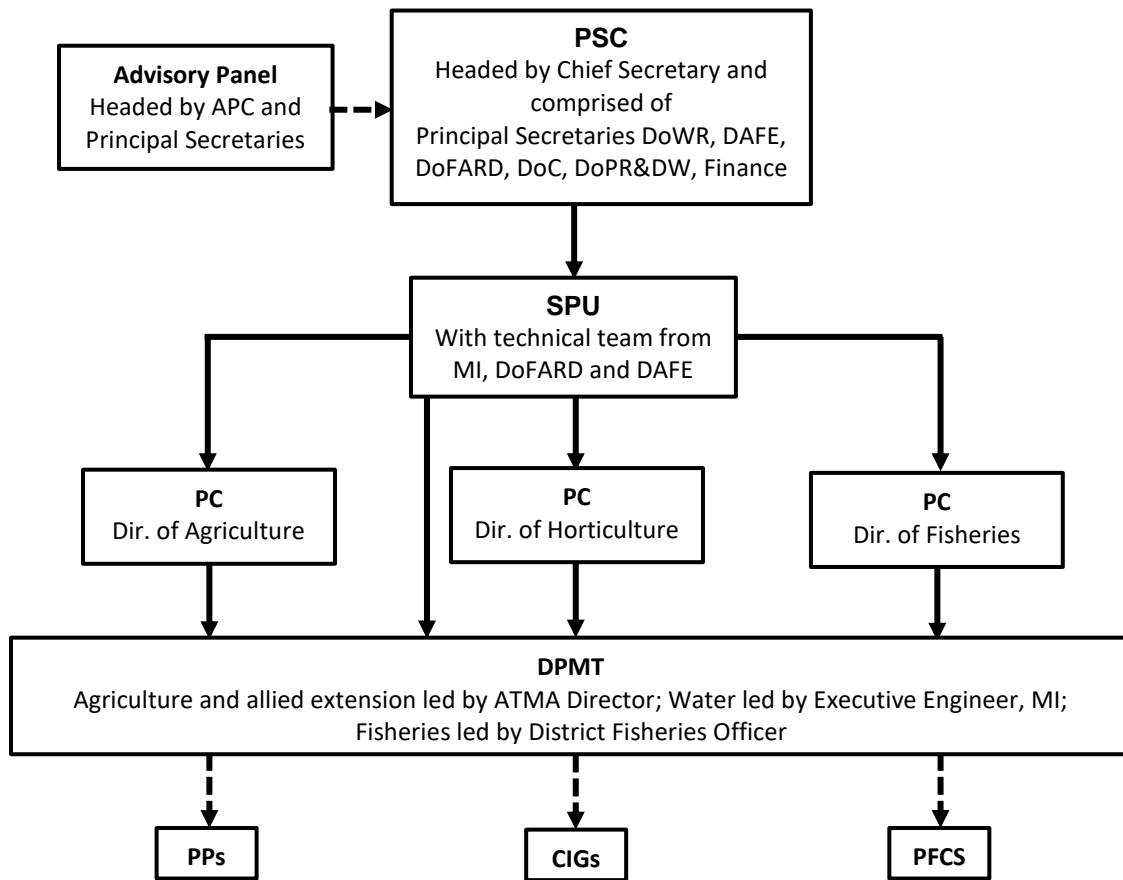 PSC
Headed by Chief Secretary and
comprised of
Principal Secretaries DoWR, DAFE,
DoFARD, DoC, DoPR&DW, Finance
Advisory Panel
Headed by APC and
Principal Secretaries
SPU
With technical team from
MI, DoFARD and DAFE
PC
Dir. of Agriculture
PC
Dir. of Horticulture
PC
Dir. of Fisheries
DPMT
Agriculture and allied extension led by ATMA Director; Water led by Executive Engineer, MI;
Fisheries led by District Fisheries Officer
PPs
CIGs
PFCS